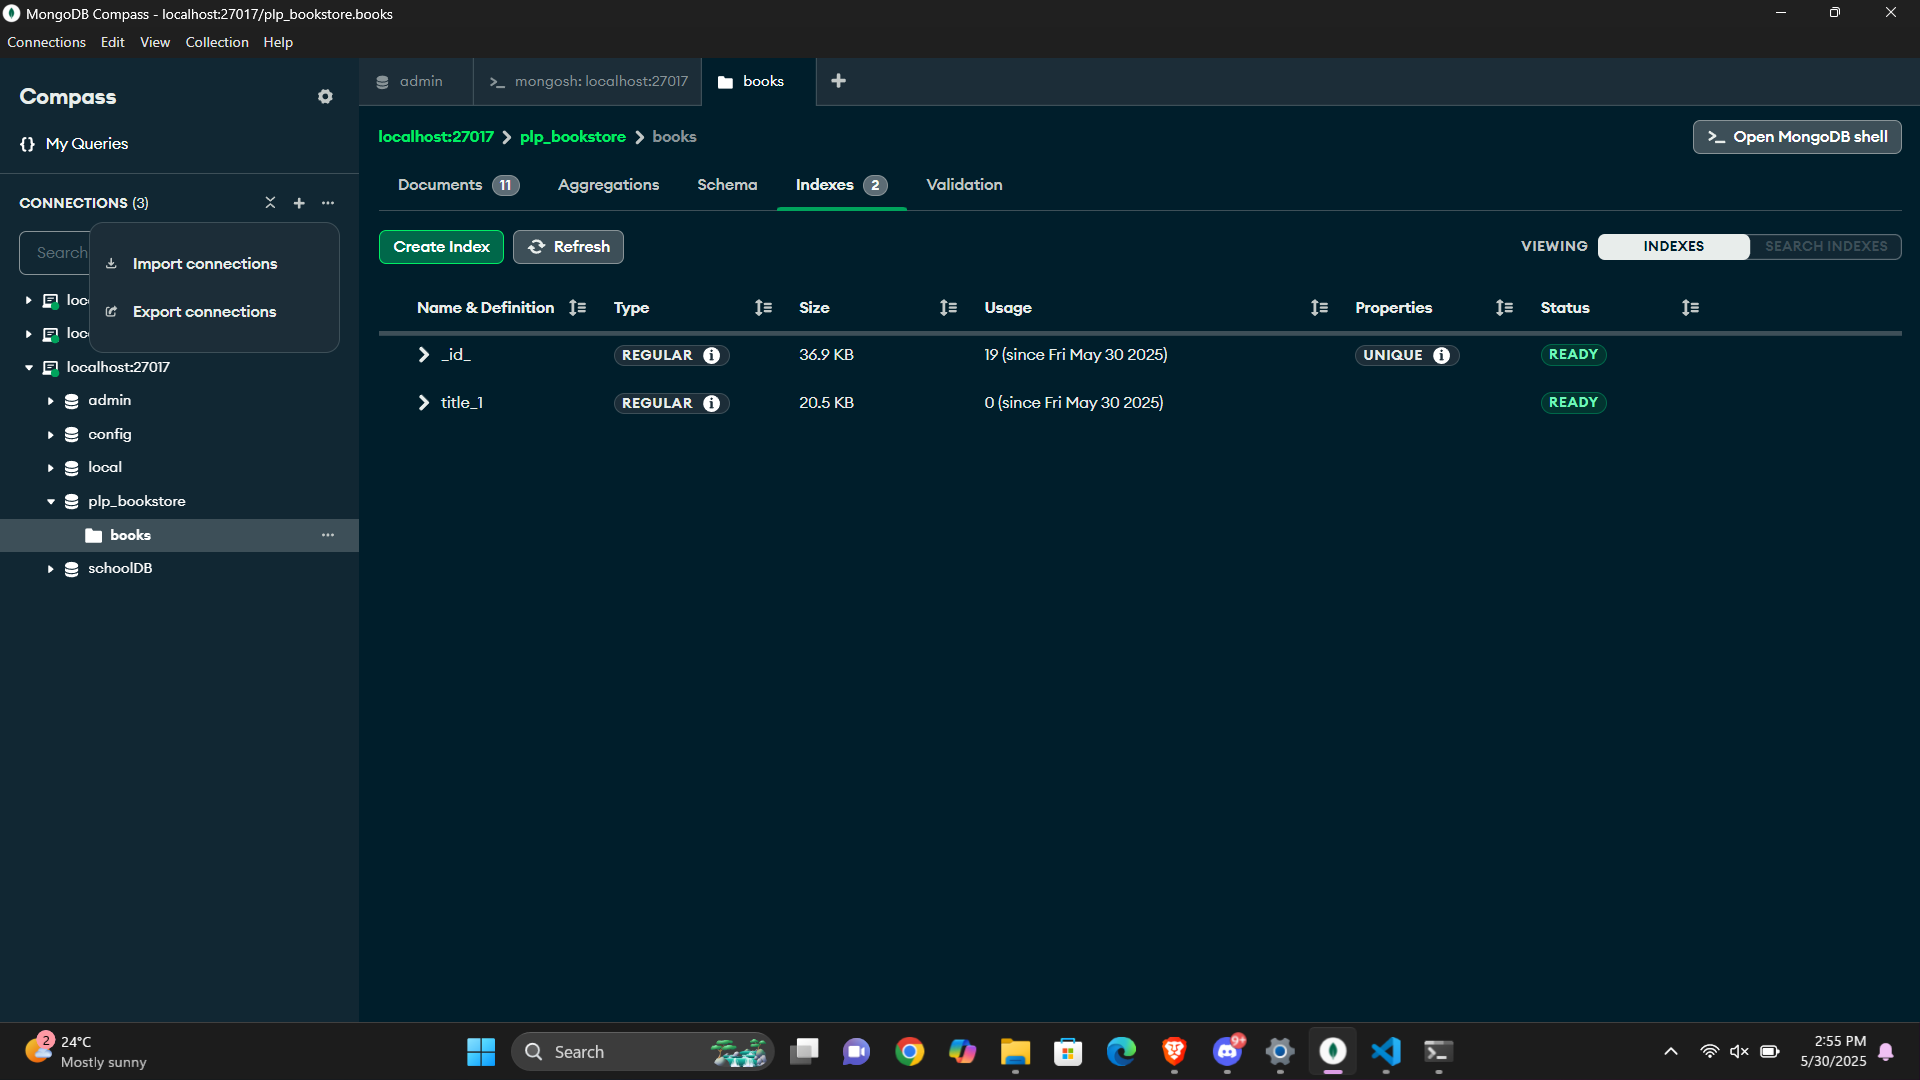 MongoDB Compass - localhost:27017/plp_bookstore.books
Connections Edit View Collection Help
Compass
My Queries
CONNECTIONS (3)
Search
Import connections
Export connections
loc
loc
localhost:27017
admin
config
local
plp_bookstore
books
schoolDB
admin
mongosh: localhost:27017
books
localhost:27017 > plp_bookstore > books
Open MongoDB shell
Documents 11 Aggregations Schema Indexes 2 Validation
Create Index Refresh
VIEWING INDEXES SEARCH INDEXES
Name & Definition Type Size Usage Properties Status
_id_ REGULAR 36.9 KB 19 (since Fri May 30 2025) UNIQUE READY
title_1 REGULAR 20.5 KB 0 (since Fri May 30 2025) READY
2
24°C
Mostly sunny
Search
9+
2:55 PM
5/30/2025